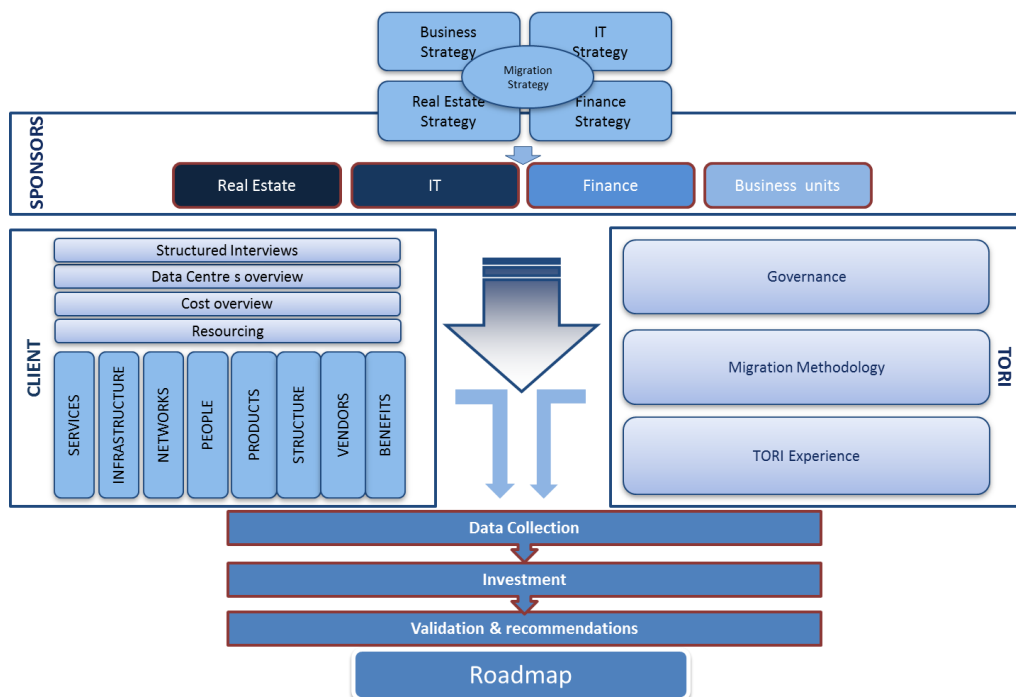 Business
Strategy
IT
Strategy
Migration
Strategy
Real Estate
Strategy
Finance
Strategy
SPONSORS
Real Estate
IT
Finance
Business units
CLIENT
Structured Interviews
Data Centre s overview
Cost overview
Resourcing
SERVICES
INFRASTRUCTURE
NETWORKS
PEOPLE
PRODUCTS
STRUCTURE
VENDORS
BENEFITS
Governance
Migration Methodology
TORI Experience
TORI
Data Collection
Investment
Validation & recommendations
Roadmap